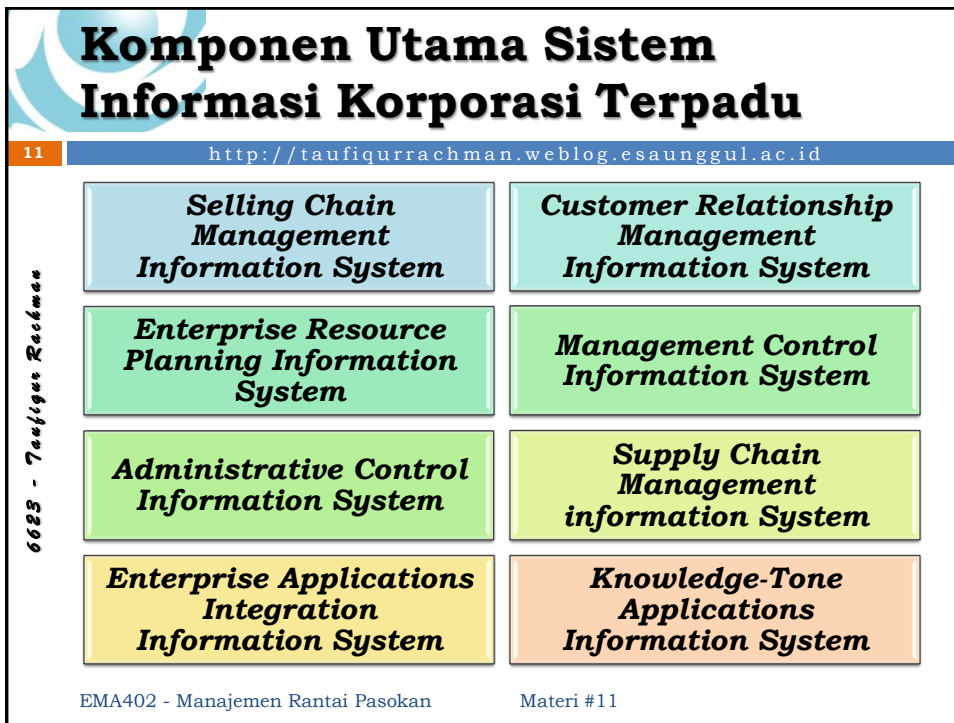 Komponen Utama Sistem
Informasi Korporasi Terpadu
11
http://taufiqurrachman.weblog.esaunggul.ac.id
6623 - Taufiqur Rachman
Selling Chain
Management
Information System
Customer Relationship
Management
Information System
Enterprise Resource
Planning Information
System
Management Control
Information System
Administrative Control
Information System
Supply Chain
Management
information System
Enterprise Applications
Integration
Information System
Knowledge-Tone
Applications
Information System
EMA402 - Manajemen Rantai Pasokan
Materi #11